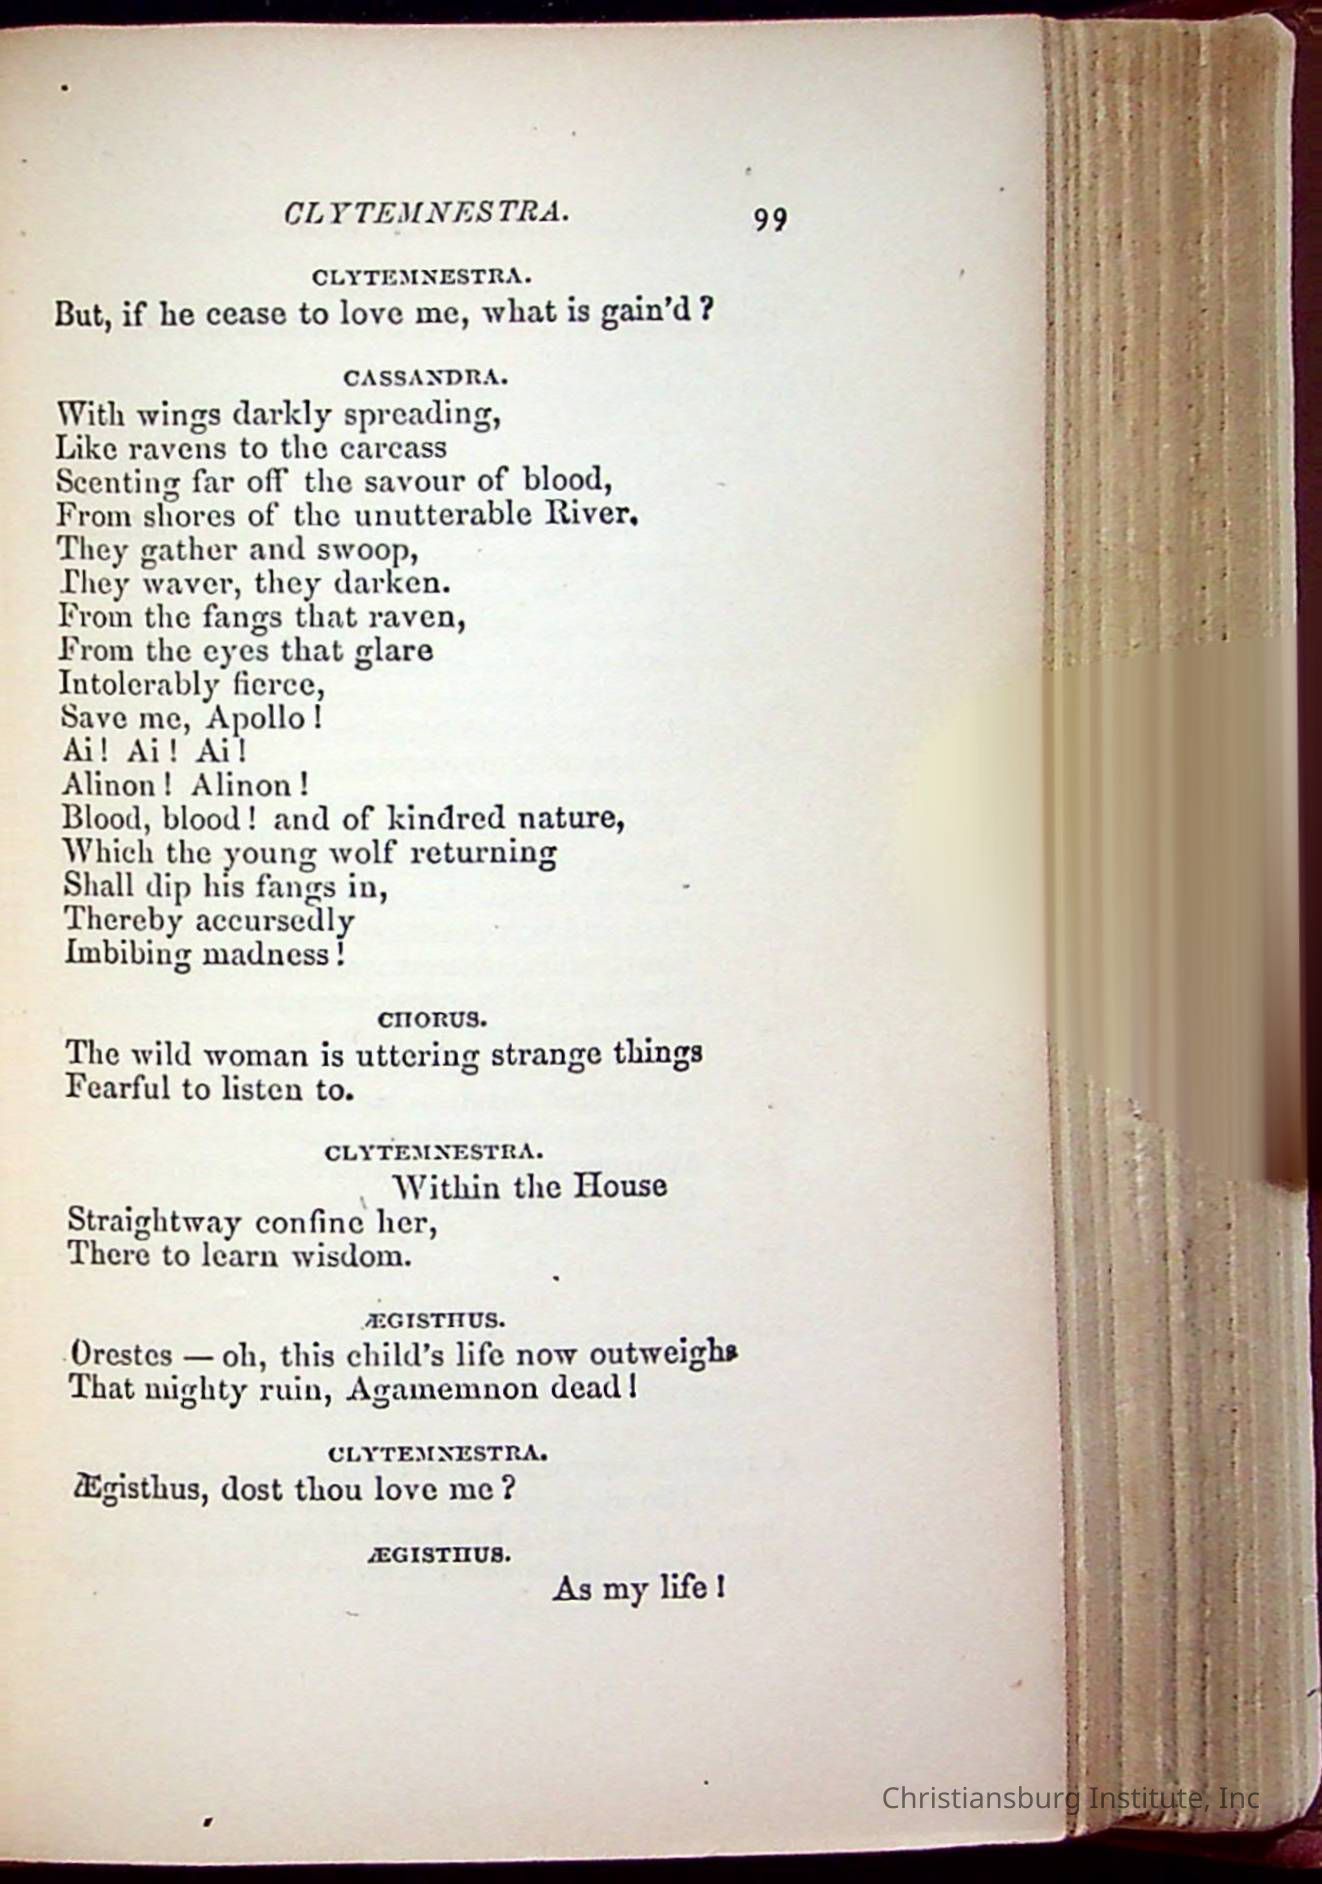 CLYTEMNESTRA. 99
CLYTEMNESTRA.
But, if he cease to love me, what is gain'd?
CASSANDRA.
With wings darkly spreading,
Like ravens to the carcass
Scenting far off the savour of blood,
From shores of the unutterable River.
They gather and swoop,
They waver, they darken.
From the fangs that raven,
From the eyes that glare
Intolerably fierce,
Save me, Apollo!
Ai! Ai! Ai!
Alinon! Alinon!
Blood, blood! and of kindred nature,
Which the young wolf returning
Shall dip his fangs in,
Thereby accursedly
Imbibing madness!
CHORUS.
The wild woman is uttering strange things
Fearful to listen to.
CLYTEMNESTRA.
Within the House
Straightway confine her,
There to learn wisdom.
ÆGISTHUS.
Orestes — oh, this child's life now outweighs
That mighty ruin, Agamemnon dead!
CLYTEMNESTRA.
Ægisthus, dost thou love me?
ÆGISTHUS.
As my life!
Christiansburg Institute, Inc